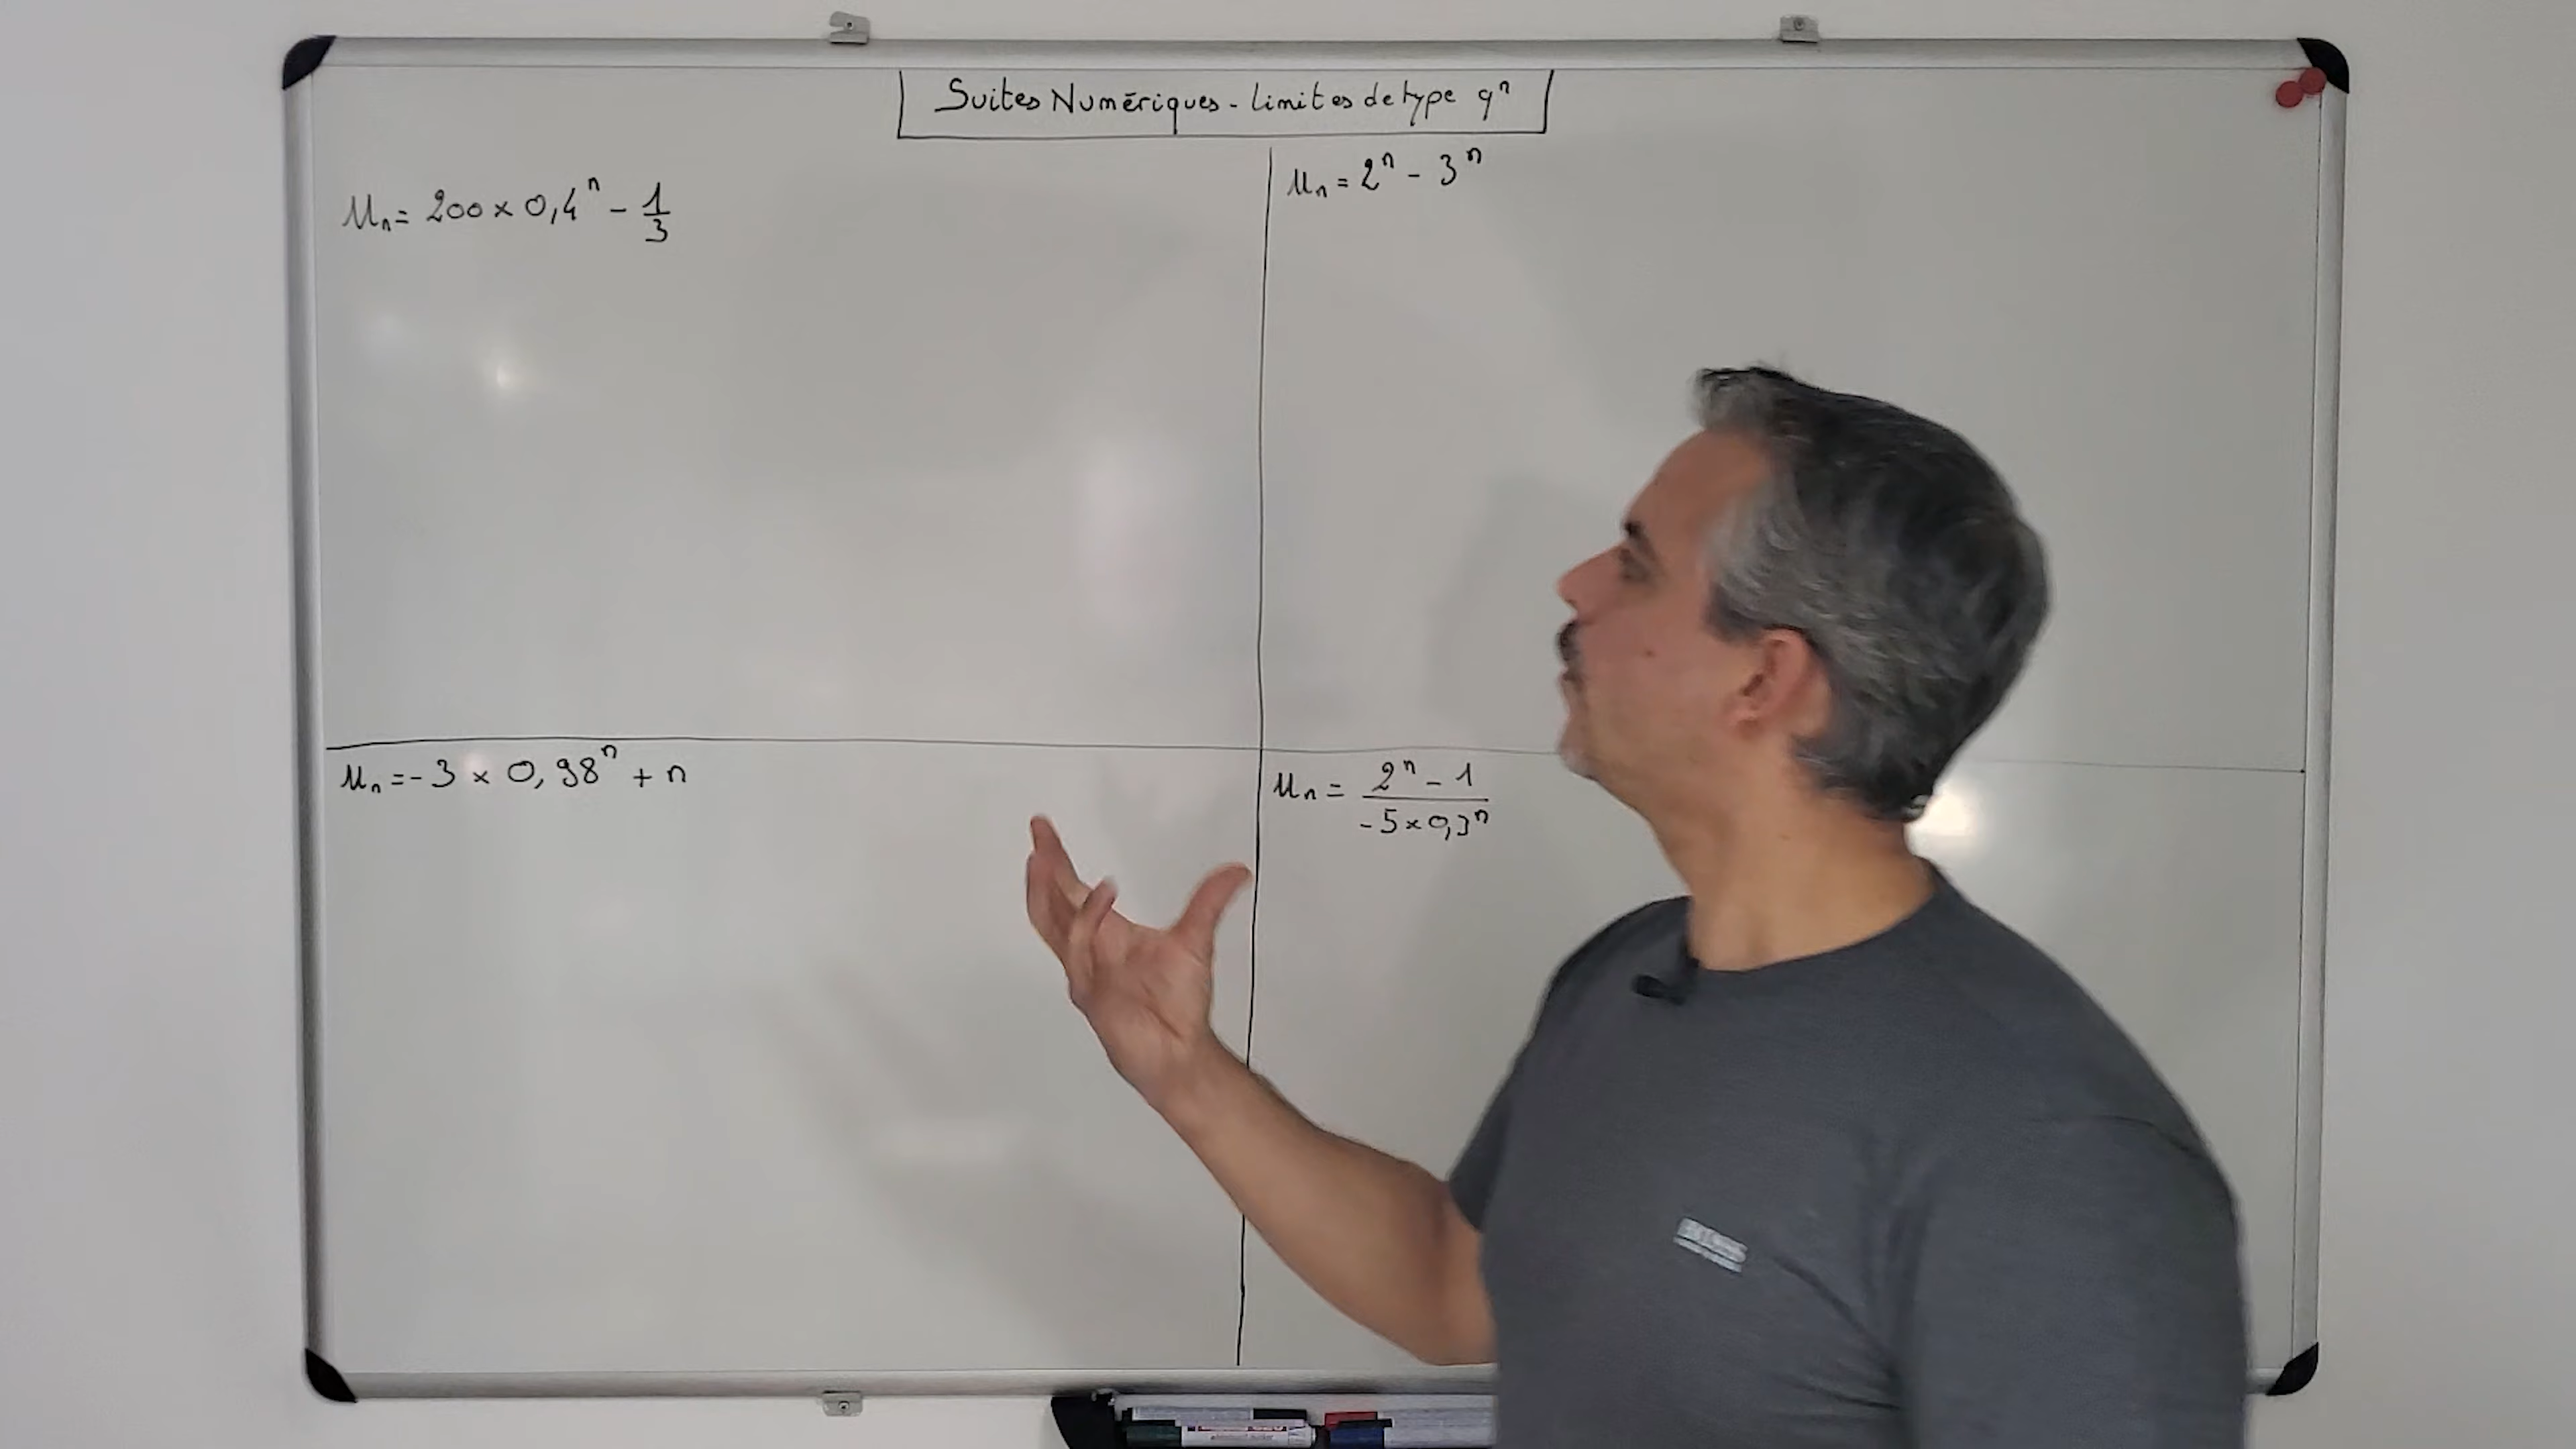 Suites Numériques - Limites de type qⁿ
Uₙ = 200 × 0,4ⁿ - 1/3
Uₙ = 2ⁿ - 3ⁿ
Uₙ = -3 × 0,98ⁿ + n
Uₙ = (2ⁿ - 1)/(-5 × 0,3ⁿ)